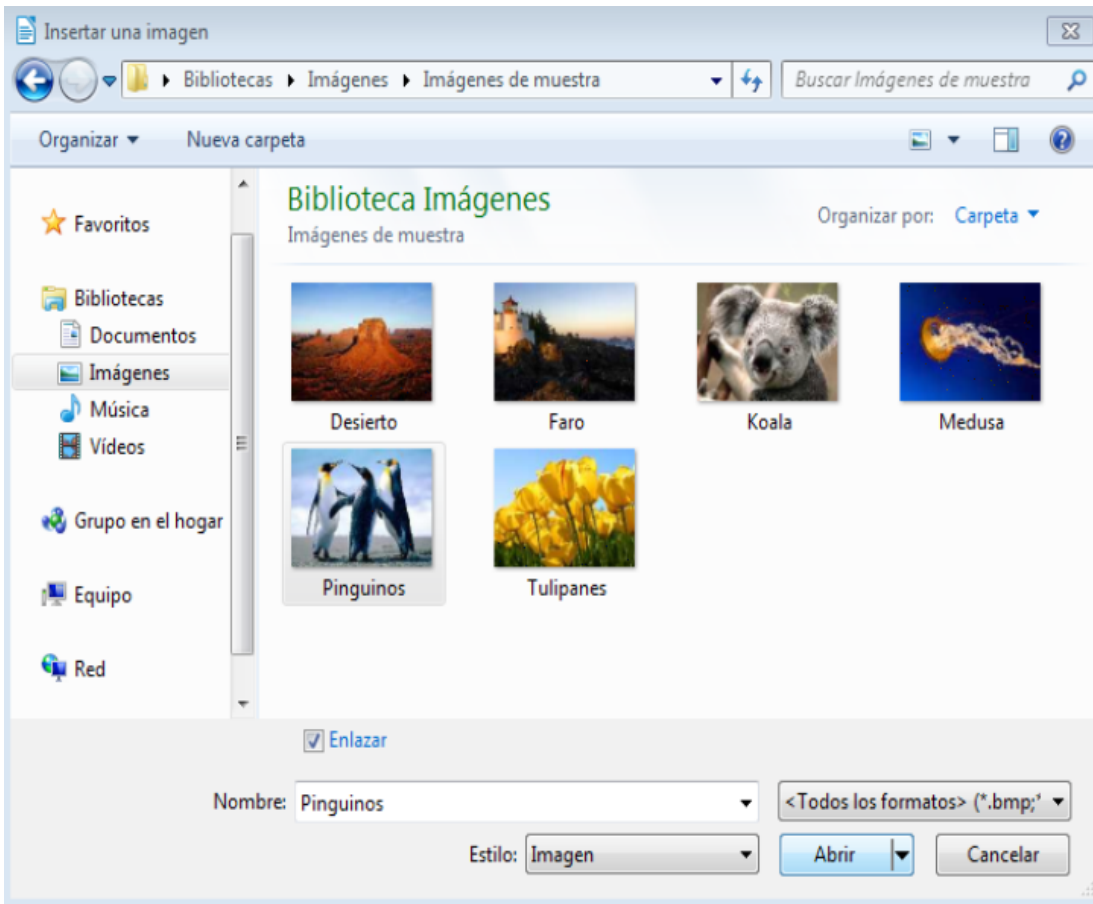 Insertar una imagen
Bibliotecas Imágenes Imágenes de muestra
Buscar Imágenes de muestra
Organizar Nueva carpeta
Favoritos
Bibliotecas
Documentos
Imágenes
Música
Vídeos
Grupo en el hogar
Equipo
Red
Biblioteca Imágenes
Imágenes de muestra
Organizar por: Carpeta
Desierto Faro Koala Medusa
Pinguinos Tulipanes
Enlazar
Nombre: Pinguinos <Todos los formatos> (*.bmp;*
Estilo: Imagen Abrir Cancelar